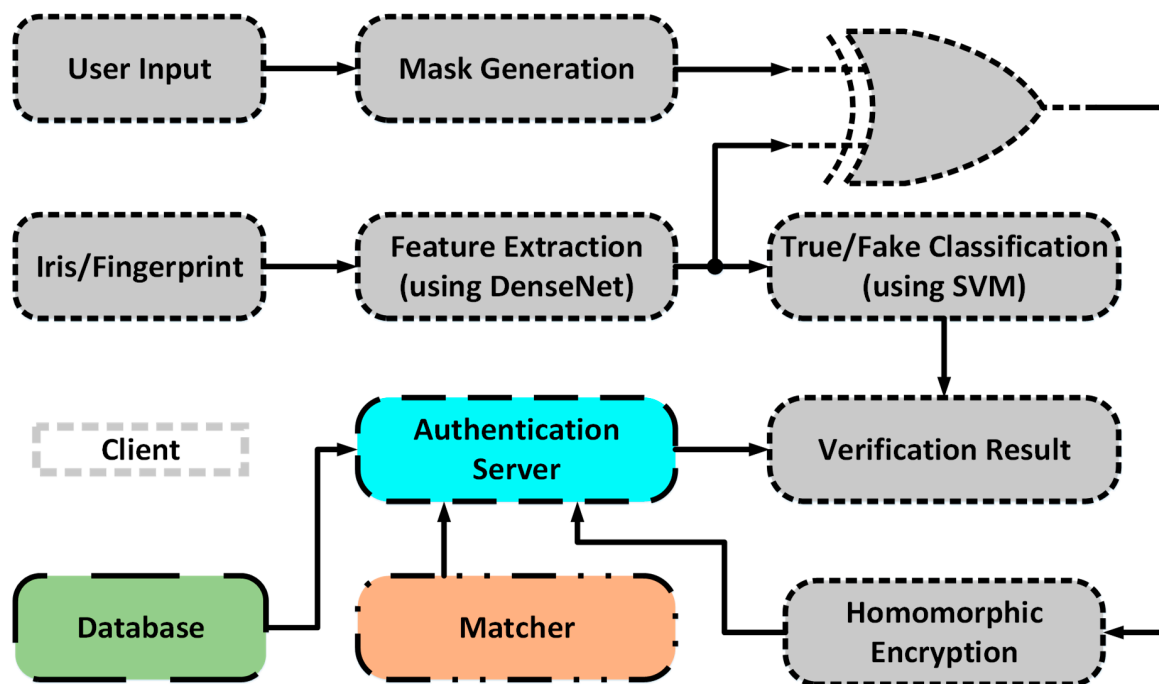 User Input
Mask Generation
Iris/Fingerprint
Feature Extraction
(using DenseNet)
True/Fake Classification
(using SVM)
Client
Authentication
Server
Verification Result
Database
Matcher
Homomorphic
Encryption